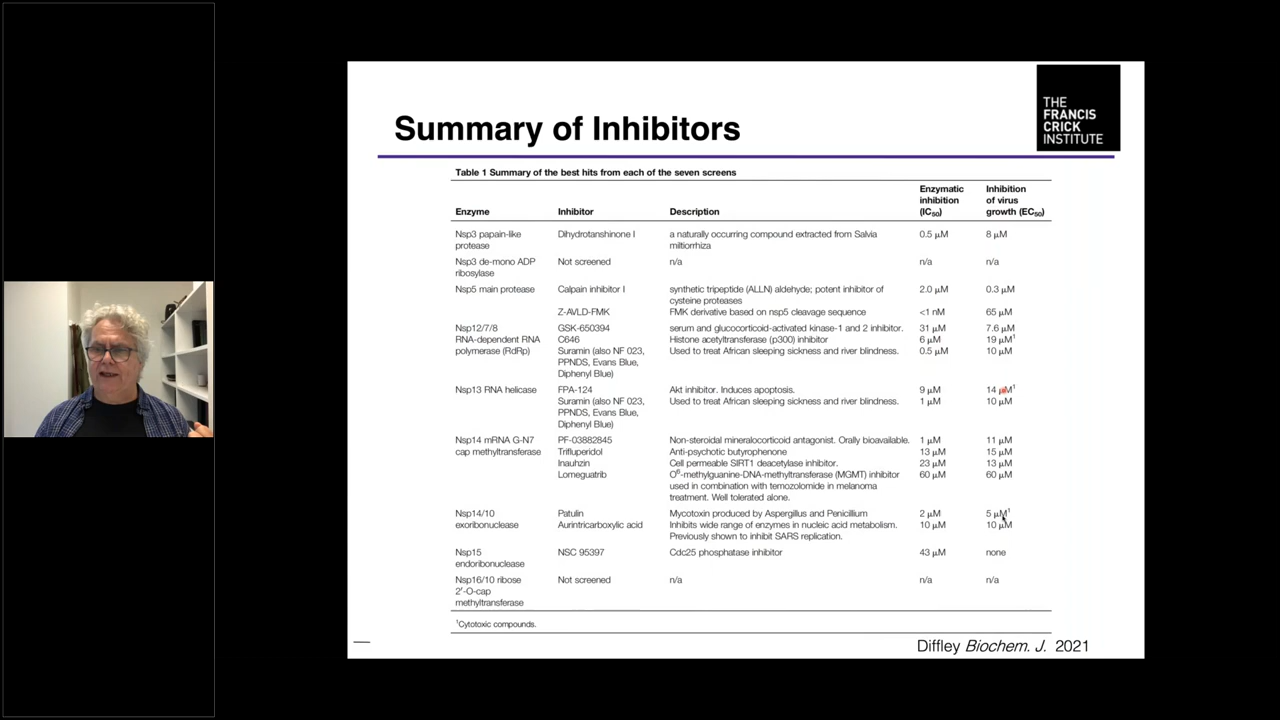 THE
FRANCIS
CRICK
INSTITUTE
Summary of Inhibitors
Table 1 Summary of the best hits from each of the seven screens
Enzyme Inhibitor Description Enzymatic inhibition (IC50) Inhibition of virus growth (EC50)
Nsp3 papain-like protease Dihydrotanshinone I a naturally occurring compound extracted from Salvia miltiorrhiza 0.5 µM 8 µM
Nsp3 de-mono ADP ribosylase Not screened n/a n/a n/a
Nsp5 main protease Calpain inhibitor I synthetic tripeptide (ALLN) aldehyde; potent inhibitor of cysteine proteases 2.0 µM 0.3 µM
Z-AVLD-FMK FMK derivative based on nsp5 cleavage sequence <1 nM 65 µM
Nsp12/7/8 GSK-650394 serum and glucocorticoid-activated kinase-1 and 2 inhibitor. 31 µM 7.6 µM
RNA-dependent RNA C646 Histone acetyltransferase (p300) inhibitor 6 µM 19 µM¹
polymerase (RdRp) Suramin (also NF 023, Used to treat African sleeping sickness and river blindness. 0.5 µM 10 µM
PPNDS, Evans Blue,
Diphenyl Blue)
Nsp13 RNA helicase FPA-124 Akt inhibitor. Induces apoptosis. 9 µM 14 µM¹
Suramin (also NF 023, Used to treat African sleeping sickness and river blindness. 1 µM 10 µM
PPNDS, Evans Blue,
Diphenyl Blue)
Nsp14 mRNA G-N7 PF-03882845 Non-steroidal mineralocorticoid antagonist. Orally bioavailable. 1 µM 11 µM
cap methyltransferase Trifluperidol Anti-psychotic butyrophenone 13 µM 15 µM
Inauhzin Cell permeable SIRT1 deacetylase inhibitor. 23 µM 13 µM
Lomeguatrib O⁶-methylguanine-DNA-methyltransferase (MGMT) inhibitor 60 µM 60 µM
used in combination with temozolomide in melanoma
treatment. Well tolerated alone.
Nsp14/10 Patulin Mycotoxin produced by Aspergillus and Penicillium 2 µM 5 µM¹
exoribonuclease Aurintricarboxylic acid Inhibits wide range of enzymes in nucleic acid metabolism. 10 µM 10 µM
Previously shown to inhibit SARS replication.
Nsp15 NSC 95397 Cdc25 phosphatase inhibitor 43 µM none
endoribonuclease
Nsp16/10 ribose Not screened n/a n/a n/a
2′-O-cap
methyltransferase
¹Cytotoxic compounds.
Diffley Biochem. J. 2021